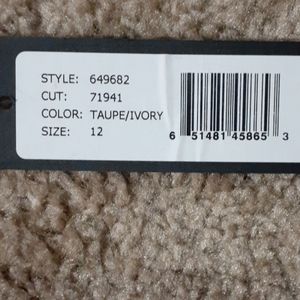 STYLE: 649682
CUT: 71941
COLOR: TAUPE/IVORY
SIZE: 12
6 51481 45865 3